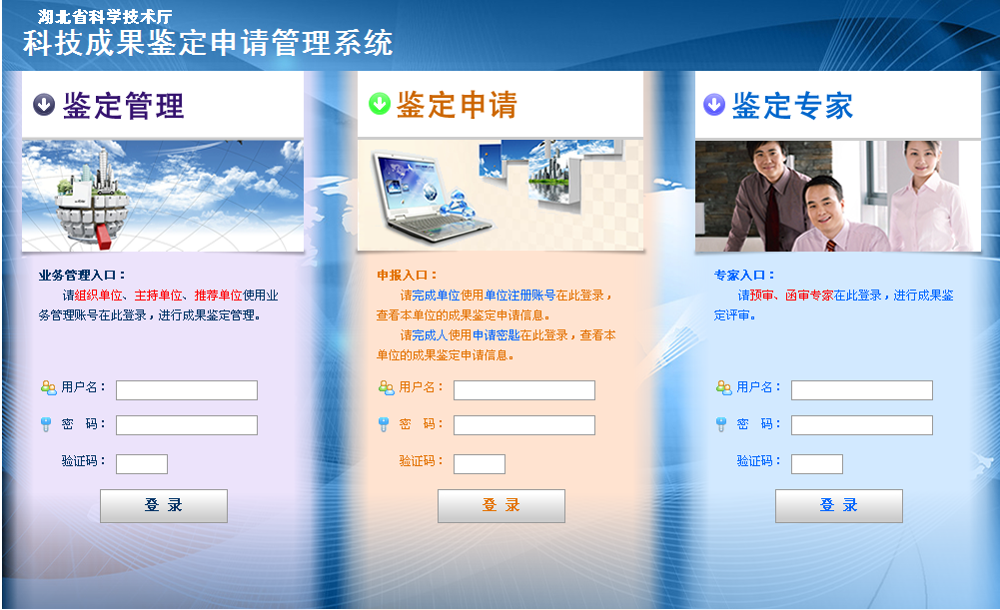 湖北省科学技术厅
科技成果鉴定申请管理系统
鉴定管理
业务管理入口：
请组织单位、主持单位、推荐单位使用业
务管理账号在此登录，进行成果鉴定管理。
用户名：
密 码：
验证码：
登 录
鉴定申请
申报入口：
请完成单位使用单位注册账号在此登录，
查看本单位的成果鉴定申请信息。
请完成人使用申请密匙在此登录，查看本
单位的成果鉴定申请信息。
用户名：
密 码：
验证码：
登 录
鉴定专家
专家入口：
请预审、函审专家在此登录，进行成果鉴
定评审。
用户名：
密 码：
验证码：
登 录